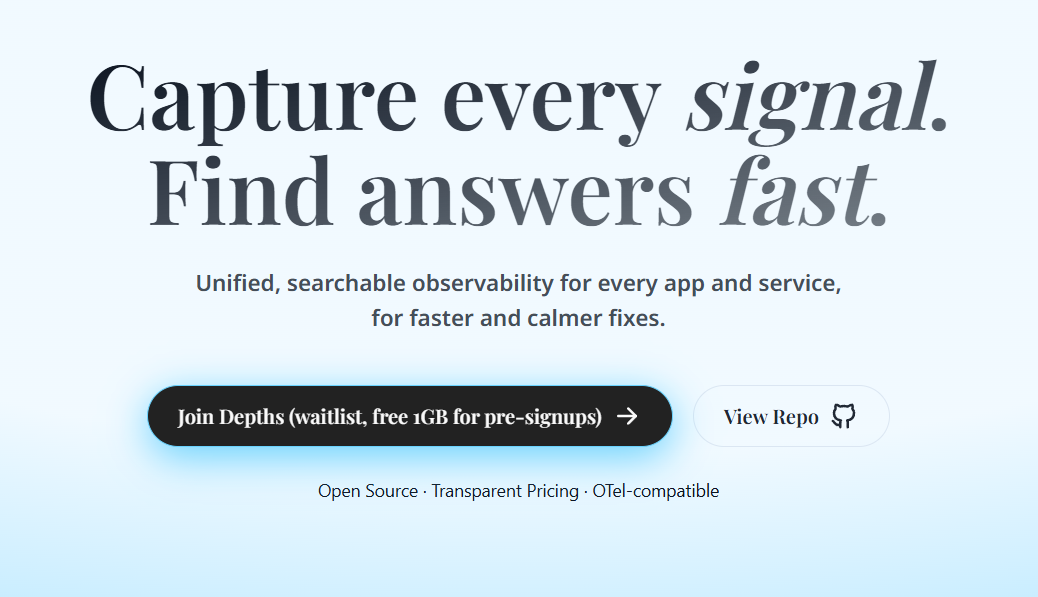 Capture every signal.
Find answers fast.
Unified, searchable observability for every app and service,
for faster and calmer fixes.
Join Depths (waitlist, free 1GB for pre-signups)
View Repo
Open Source · Transparent Pricing · OTel-compatible